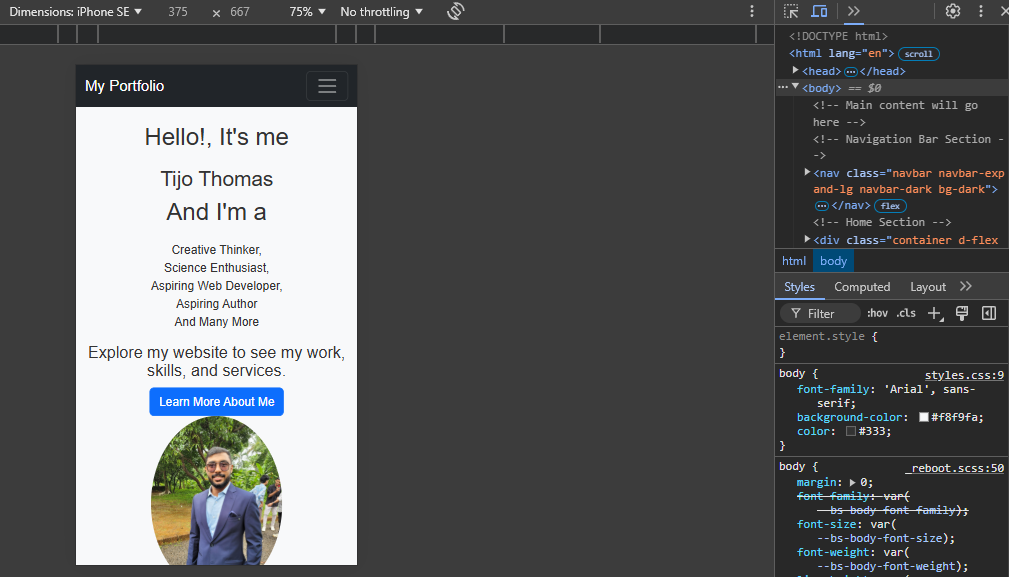 Dimensions: iPhone SE 375 × 667 75% No throttling
My Portfolio
Hello!, It's me
Tijo Thomas
And I'm a
Creative Thinker,
Science Enthusiast,
Aspiring Web Developer,
Aspiring Author
And Many More
Explore my website to see my work,
skills, and services.
Learn More About Me
<!DOCTYPE html>
<html lang="en"> scroll
<head> … </head>
… <body> == $0
<!-- Main content will go
here -->
<!-- Navigation Bar Section -
->
<nav class="navbar navbar-exp
and-lg navbar-dark bg-dark">
… </nav> flex
<!-- Home Section -->
<div class="container d-flex
html body
Styles Computed Layout
Filter :hov .cls
element.style {
}
body { styles.css:9
font-family: 'Arial', sans-
serif;
background-color: #f8f9fa;
color: #333;
}
body { _reboot.scss:50
margin: 0;
font-family: var(
--bs-body-font-family);
font-size: var(
--bs-body-font-size);
font-weight: var(
--bs-body-font-weight);